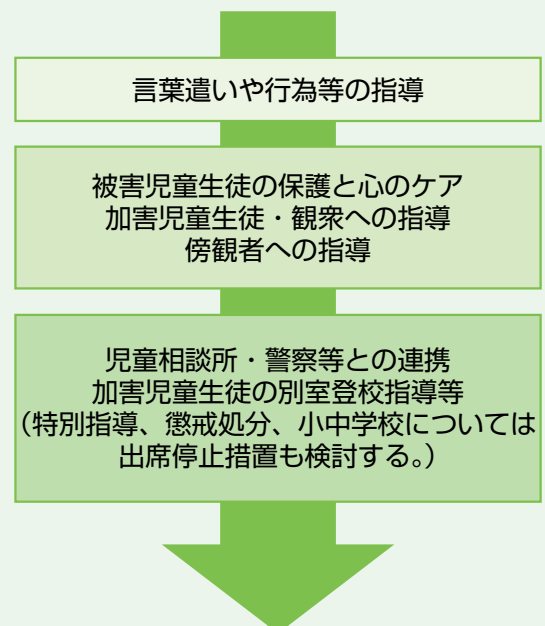 言葉遣いや行為等の指導
被害児童生徒の保護と心のケア
加害児童生徒・観衆への指導
傍観者への指導
児童相談所・警察等との連携
加害児童生徒の別室登校指導等
（特別指導、懲戒処分、小中学校については
出席停止措置も検討する。）